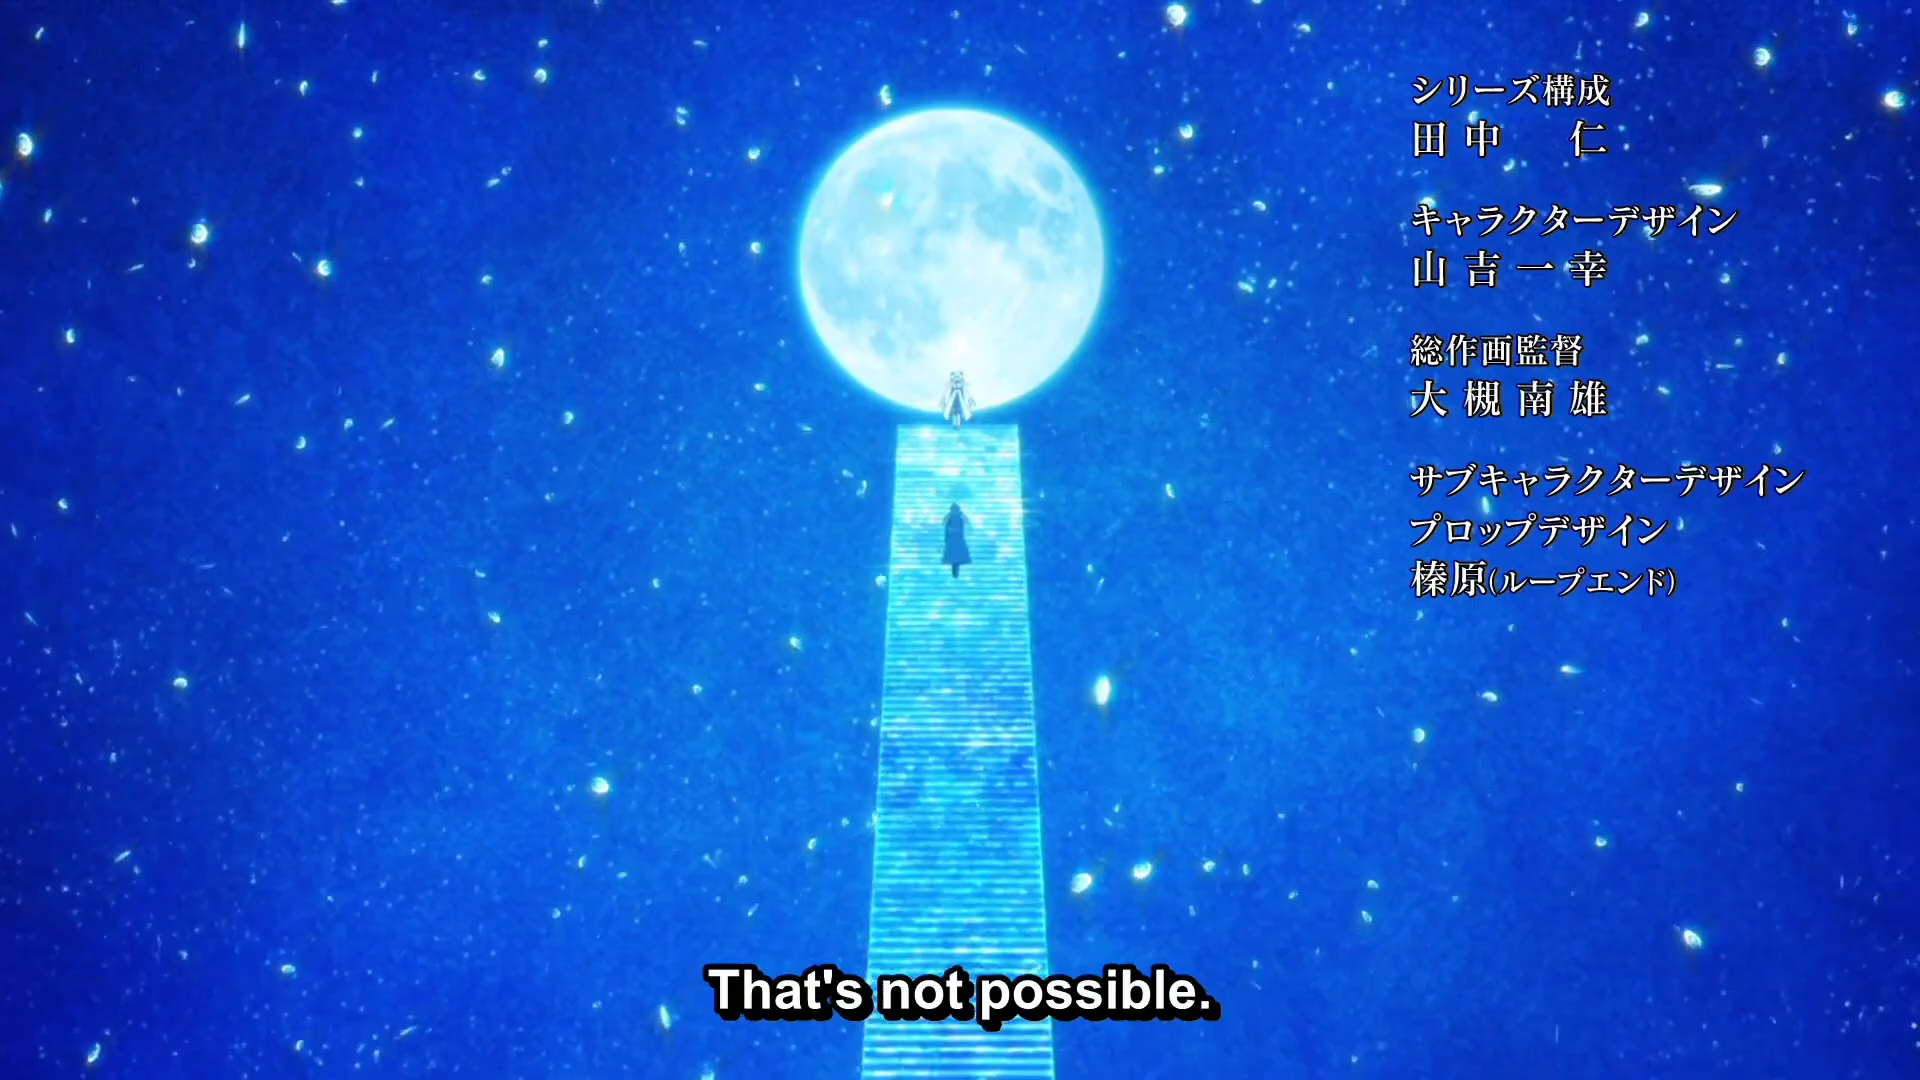 シリーズ構成
田中 仁
キャラクターデザイン
山吉一幸
総作画監督
大槻南雄
サブキャラクターデザイン
プロップデザイン
榛原(ループエンド)
That's not possible.